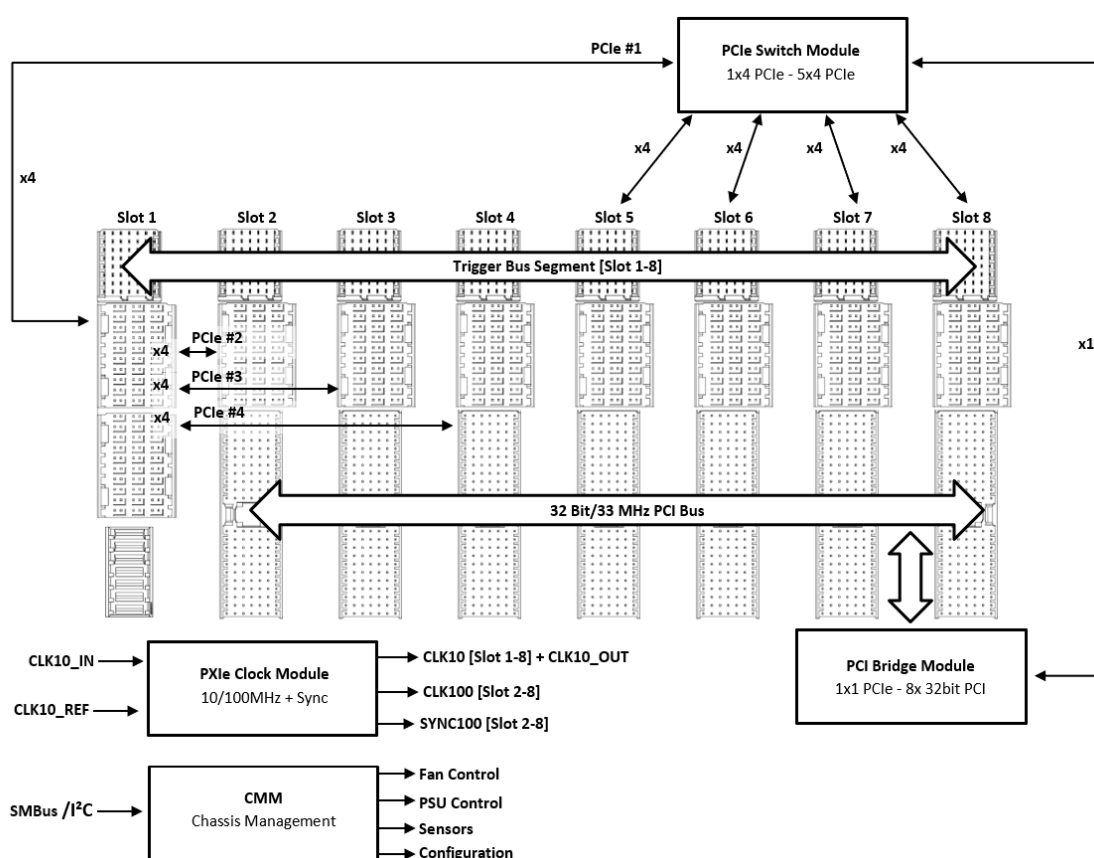 PCIe #1
PCIe Switch Module
1x4 PCIe - 5x4 PCIe
x4
x4
x4
x4
x4
Slot 1
Slot 2
Slot 3
Slot 4
Slot 5
Slot 6
Slot 7
Slot 8
Trigger Bus Segment [Slot 1-8]
x4
PCIe #2
x1
x4
PCIe #3
x4
PCIe #4
32 Bit/33 MHz PCI Bus
CLK10_IN
CLK10_REF
PXIe Clock Module
10/100MHz + Sync
CLK10 [Slot 1-8] + CLK10_OUT
CLK100 [Slot 2-8]
SYNC100 [Slot 2-8]
PCI Bridge Module
1x1 PCIe - 8x 32bit PCI
SMBus /I²C
CMM
Chassis Management
Fan Control
PSU Control
Sensors
Configuration